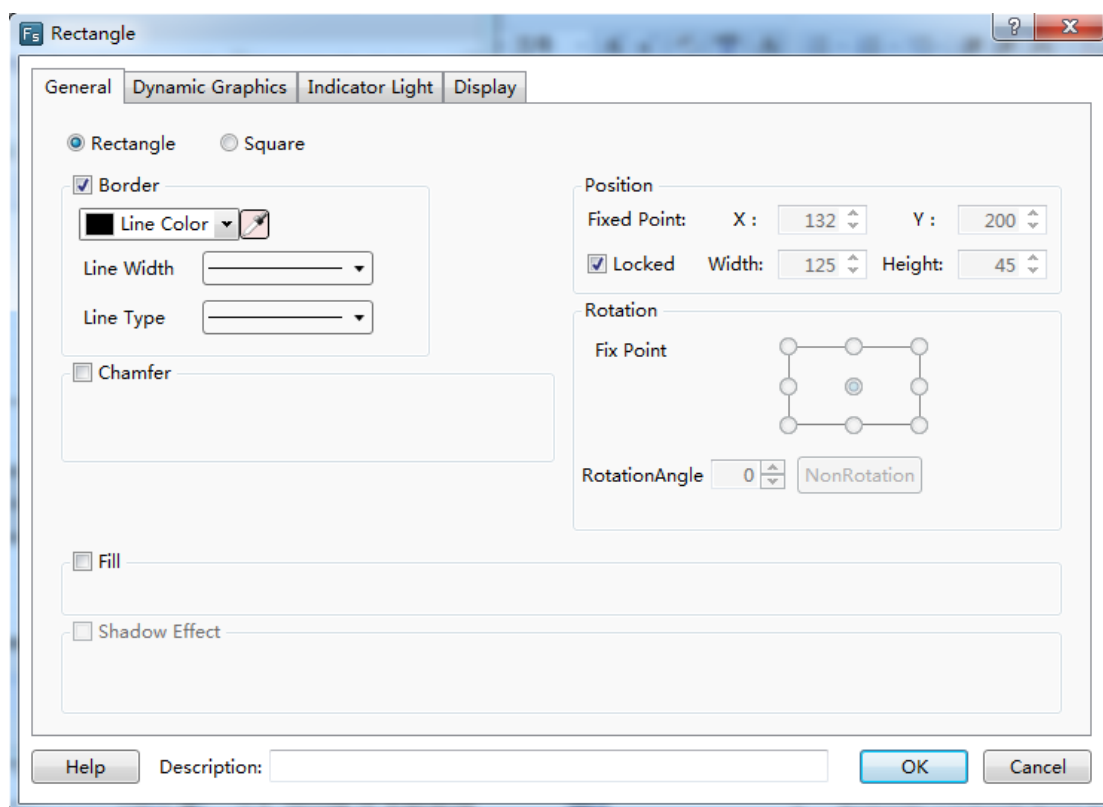 Fs Rectangle ?
General Dynamic Graphics Indicator Light Display
Rectangle Square
Border
Line Color
Line Width
Line Type
Chamfer
Position
Fixed Point: X : 132 Y : 200
Locked Width: 125 Height: 45
Rotation
Fix Point
RotationAngle 0 NonRotation
Fill
Shadow Effect
Help Description: OK Cancel